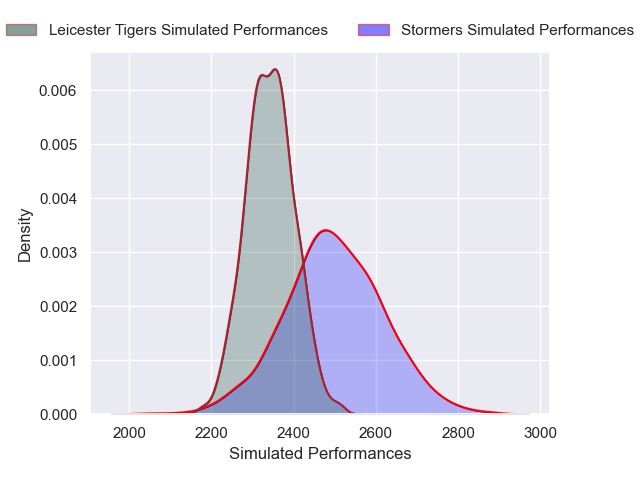 Leicester Tigers Simulated Performances
Stormers Simulated Performances
0.006
0.005
0.004
0.003
0.002
0.001
0.000
Density
2000 2200 2400 2600 2800 3000
Simulated Performances